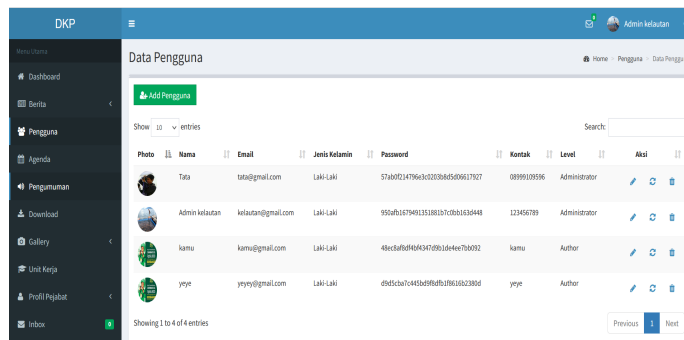 DKP
0
Admin kelautan
Menu Utama
Data Pengguna
Home > Pengguna > Data Penggu
Dashboard
Berita
Pengguna
Agenda
Pengumuman
Download
Gallery
Unit Kerja
Profil Pejabat
Inbox 0
Add Pengguna
Show 10 entries
Search:
Photo Nama Email Jenis Kelamin Password Kontak Level Aksi
Tata tata@gmail.com Laki-Laki 57ab0f214796e3c0203b8d5d06617927 08999109596 Administrator
Admin kelautan kelautan@gmail.com Laki-Laki 950afb1679491351881b7c0bb163d448 123456789 Administrator
kamu kamu@gmail.com Laki-Laki 48ec8af8df4bf4347d9b1de4ee7bb092 kamu Author
yeye yeyey@gmail.com Laki-Laki d9d5cba7c445bd9f8dfb1f8616b2380d yeye Author
Showing 1 to 4 of 4 entries
Previous 1 Next